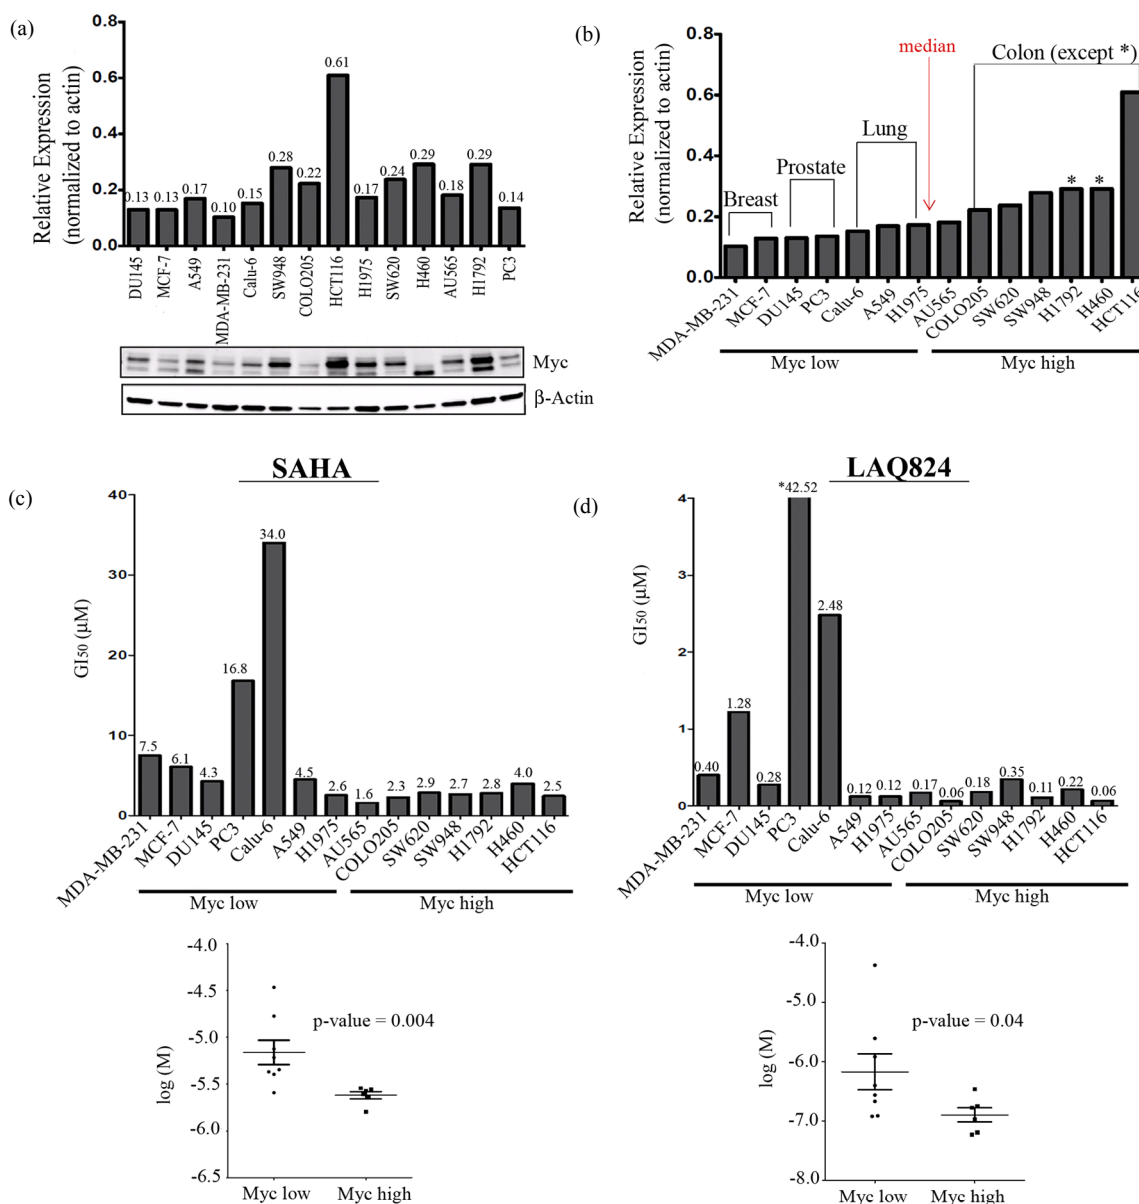 (a)
Relative Expression
(normalized to actin)
0.8
0.6
0.4
0.2
0.0
0.13
0.13
0.17
0.10
0.15
0.28
0.22
0.61
0.17
0.24
0.29
0.18
0.29
0.14
DU145
MCF-7
A549
MDA-MB-231
Calu-6
SW948
COLO205
HCT116
H1975
SW620
H460
AU565
H1792
PC3
Myc
β-Actin
(b)
Relative Expression
(normalized to actin)
0.8
0.6
0.4
0.2
0.0
median
Colon (except *)
Lung
Prostate
Breast
*
*
MDA-MB-231
MCF-7
DU145
PC3
Calu-6
A549
H1975
AU565
COLO205
SW620
SW948
H1792
H460
HCT116
Myc low
Myc high
(c)
SAHA
GI50 (μM)
40
30
20
10
0
7.5
6.1
4.3
16.8
34.0
4.5
2.6
1.6
2.3
2.9
2.7
2.8
4.0
2.5
MDA-MB-231
MCF-7
DU145
PC3
Calu-6
A549
H1975
AU565
COLO205
SW620
SW948
H1792
H460
HCT116
Myc low
Myc high
log (M)
-4.0
-4.5
-5.0
-5.5
-6.0
-6.5
p-value = 0.004
Myc low
Myc high
(d)
LAQ824
GI50 (μM)
4
3
2
1
0
0.40
1.28
0.28
*42.52
2.48
0.12
0.12
0.17
0.06
0.18
0.35
0.11
0.22
0.06
MDA-MB-231
MCF-7
DU145
PC3
Calu-6
A549
H1975
AU565
COLO205
SW620
SW948
H1792
H460
HCT116
Myc low
Myc high
log (M)
-4.0
-5.0
-6.0
-7.0
-8.0
p-value = 0.04
Myc low
Myc high